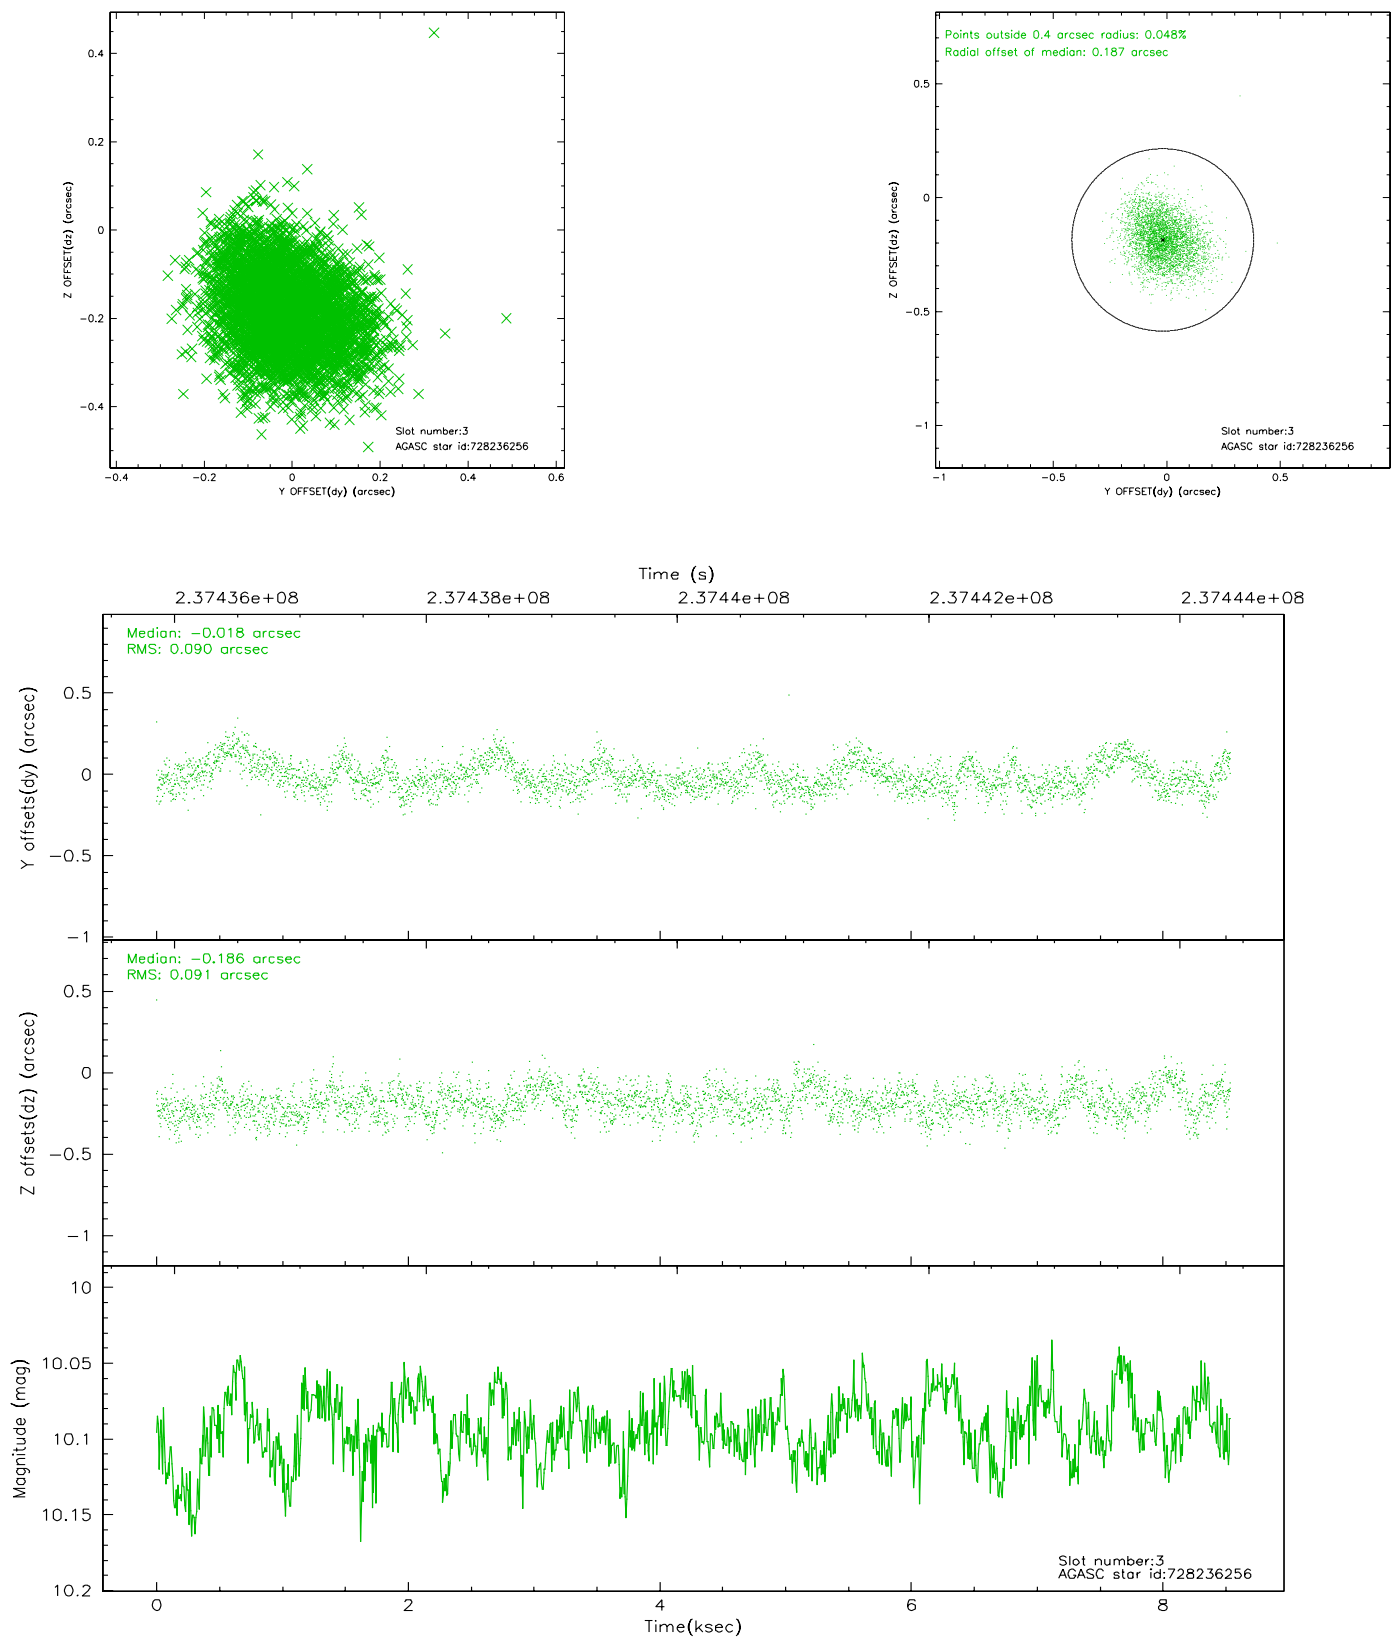 0.4
0.2
0
−0.2
−0.4
Z OFFSET(dz) (arcsec)
Slot number:3
AGASC star id:728236256
−0.4 −0.2 0 0.2 0.4 0.6
Y OFFSET(dy) (arcsec)
Points outside 0.4 arcsec radius: 0.048%
Radial offset of median: 0.187 arcsec
0.5
0
−0.5
−1
Z OFFSET(dz) (arcsec)
Slot number:3
AGASC star id:728236256
−1 −0.5 0 0.5
Y OFFSET(dy) (arcsec)
Time (s)
2.37436e+08 2.37438e+08 2.3744e+08 2.37442e+08 2.37444e+08
Median: −0.018 arcsec
RMS: 0.090 arcsec
0.5
0
−0.5
−1
Y offsets(dy) (arcsec)
Median: −0.186 arcsec
RMS: 0.091 arcsec
0.5
0
−0.5
−1
Z offsets(dz) (arcsec)
10
10.05
10.1
10.15
10.2
Magnitude (mag)
Slot number:3
AGASC star id:728236256
0 2 4 6 8
Time(ksec)